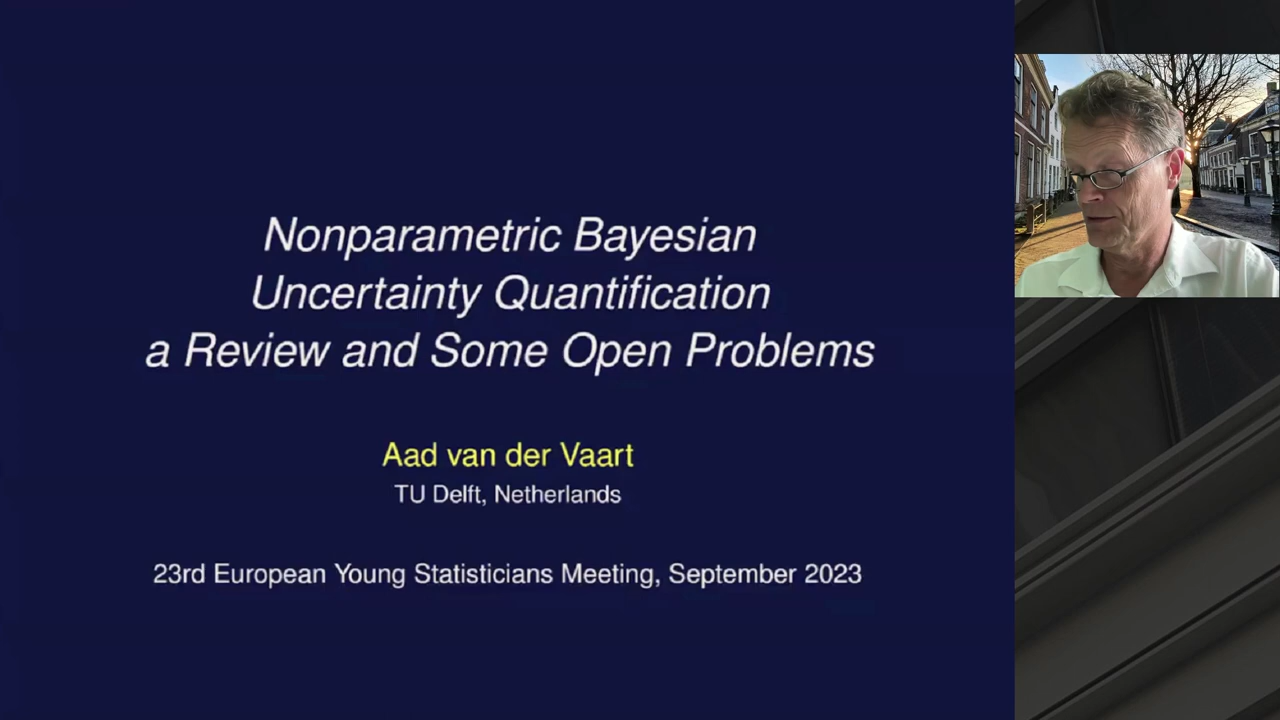 Nonparametric Bayesian
Uncertainty Quantification
a Review and Some Open Problems
Aad van der Vaart
TU Delft, Netherlands
23rd European Young Statisticians Meeting, September 2023